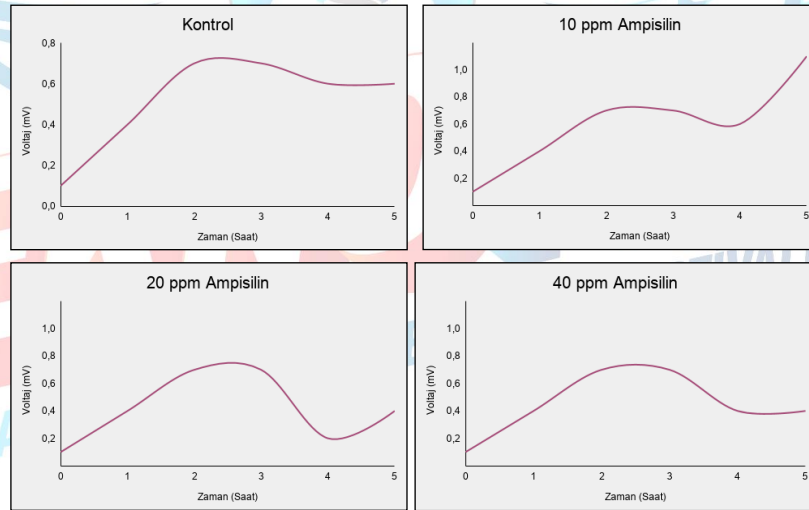 Kontrol
0,8
0,6
0,4
0,2
0,0
Voltaj (mV)
0 1 2 3 4 5
Zaman (Saat)
10 ppm Ampisilin
1,0
0,8
0,6
0,4
0,2
Voltaj (mV)
0 1 2 3 4 5
Zaman (Saat)
20 ppm Ampisilin
1,0
0,8
0,6
0,4
0,2
Voltaj (mV)
0 1 2 3 4 5
Zaman (Saat)
40 ppm Ampisilin
1,0
0,8
0,6
0,4
0,2
Voltaj (mV)
0 1 2 3 4 5
Zaman (Saat)